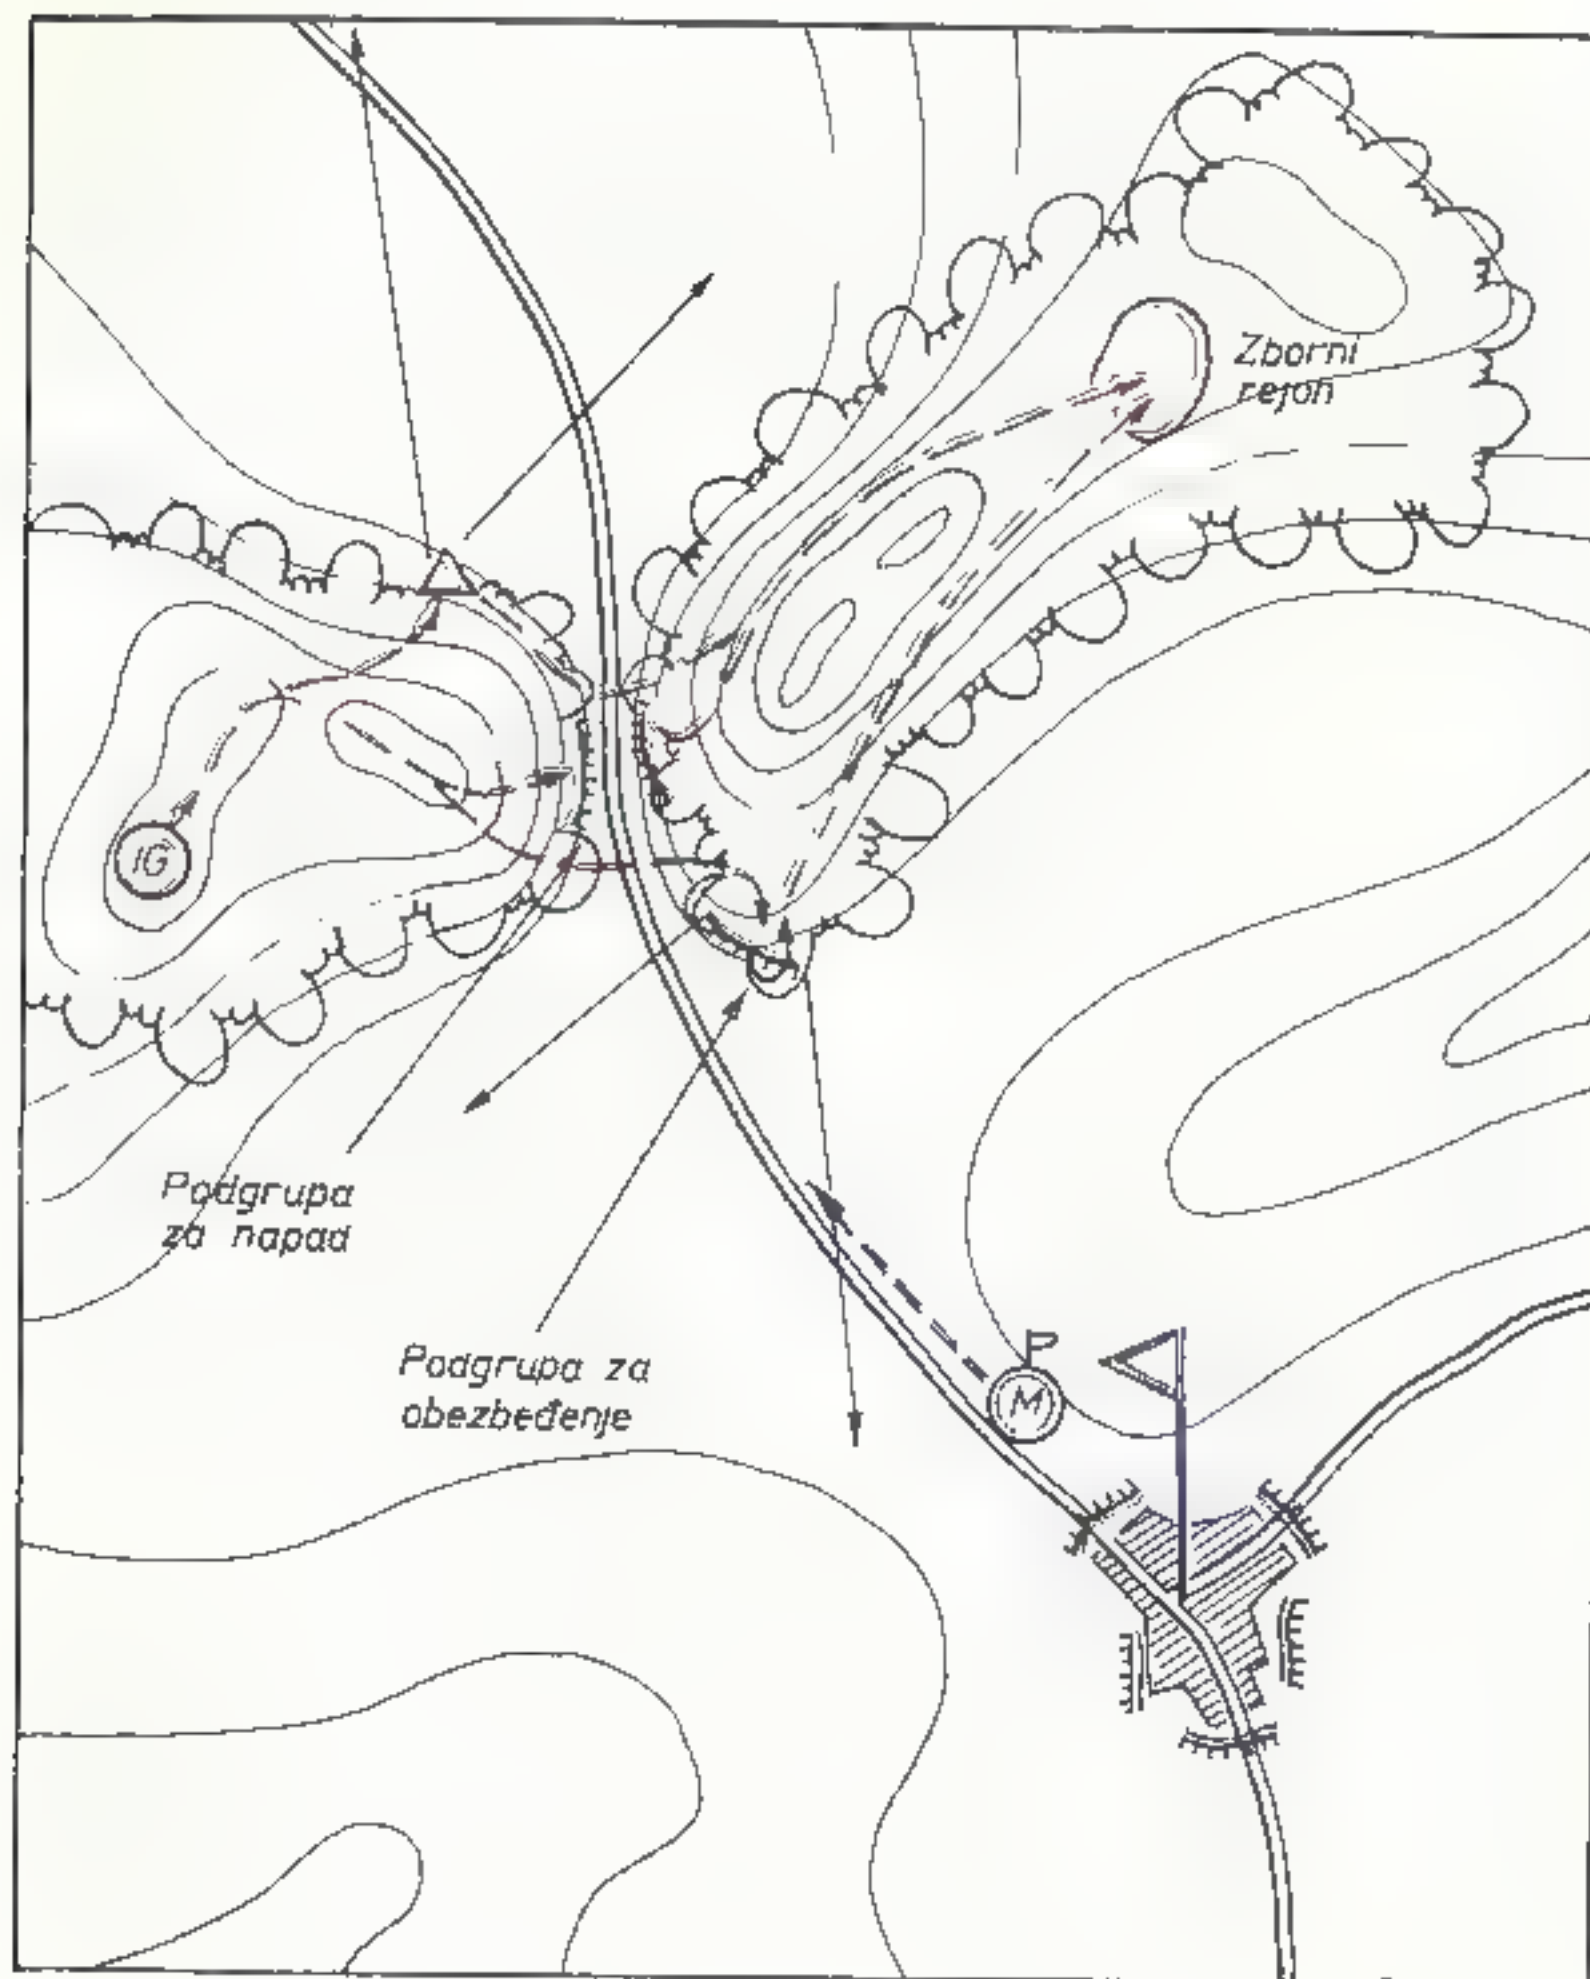 Zborni
rejon
IG
Podgrupa
za napad
Podgrupa za
obezbeđenje
P
M